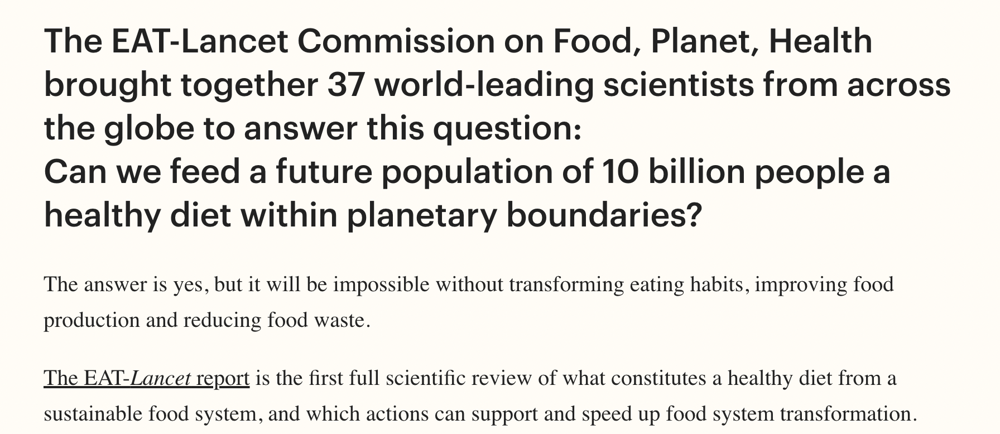 The EAT-Lancet Commission on Food, Planet, Health
brought together 37 world-leading scientists from across
the globe to answer this question:
Can we feed a future population of 10 billion people a
healthy diet within planetary boundaries?
The answer is yes, but it will be impossible without transforming eating habits, improving food
production and reducing food waste.
The EAT-Lancet report is the first full scientific review of what constitutes a healthy diet from a
sustainable food system, and which actions can support and speed up food system transformation.